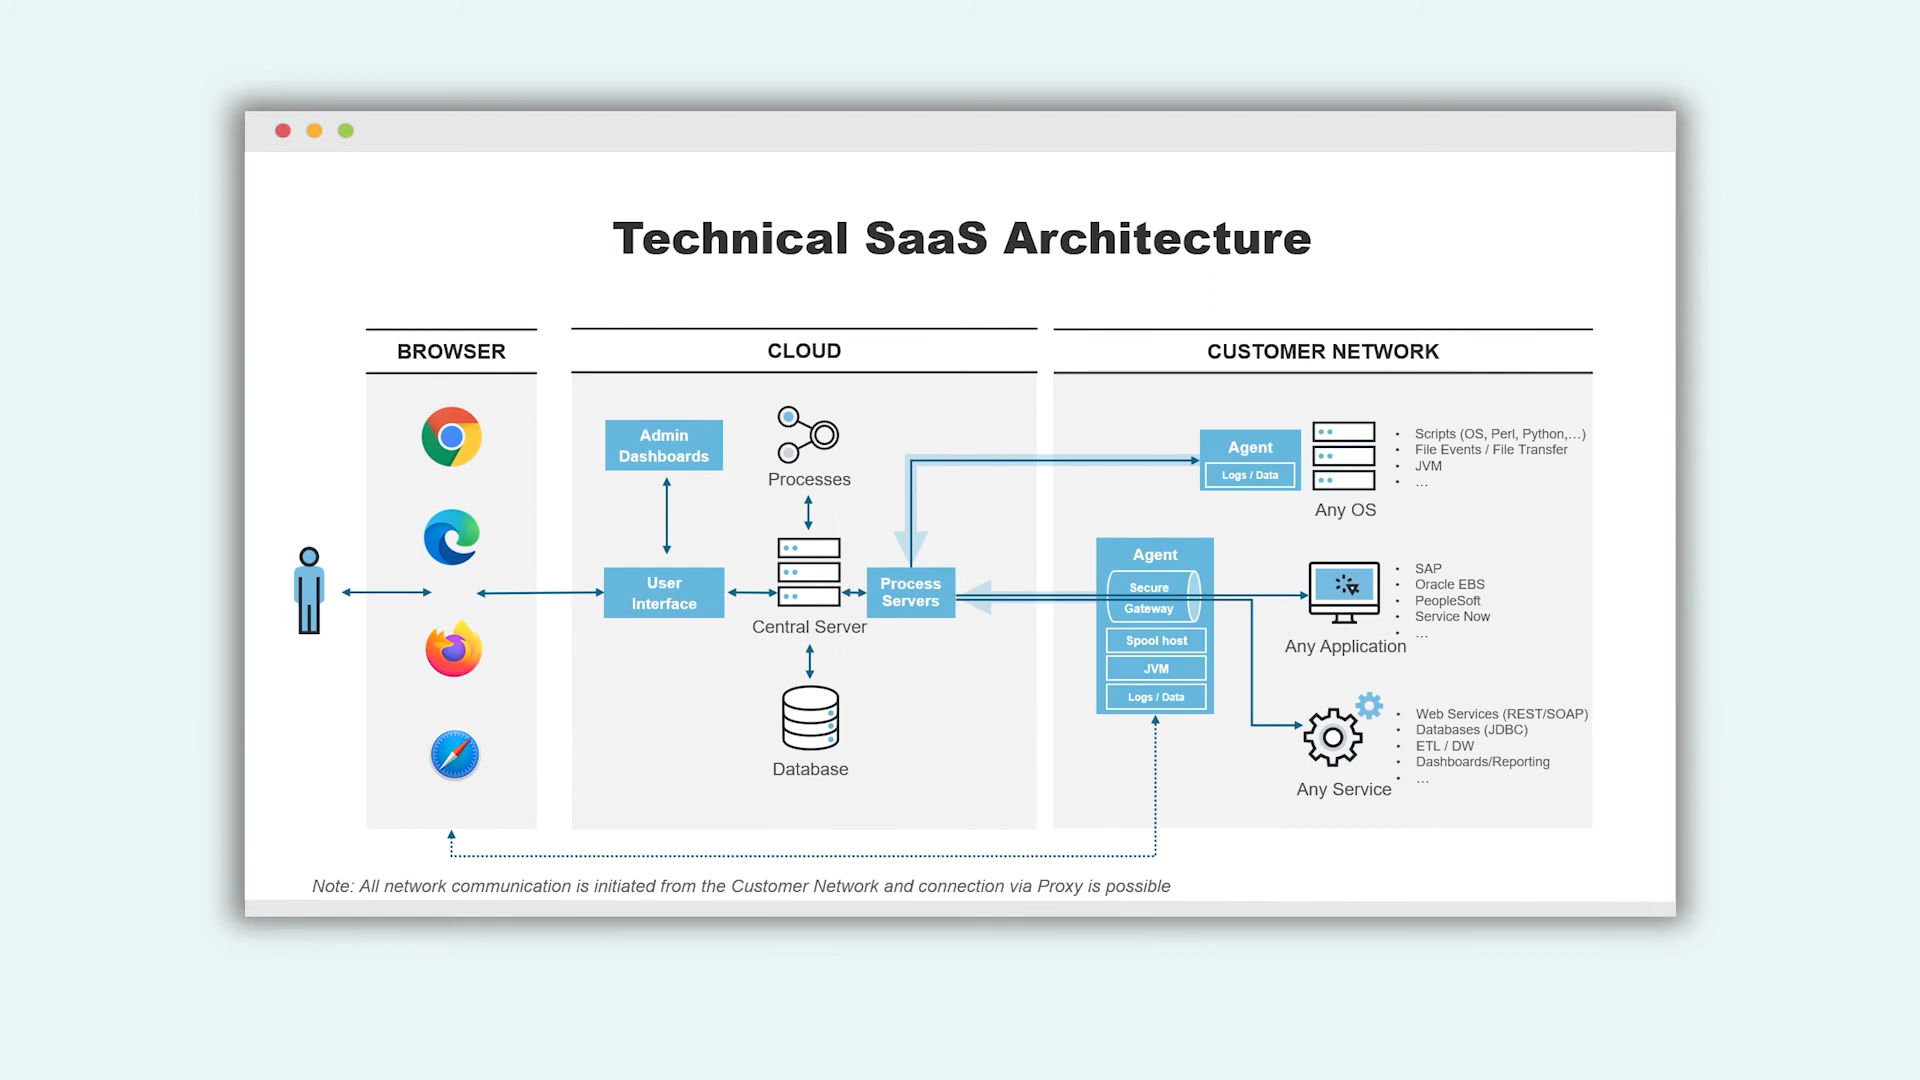 Technical SaaS Architecture
BROWSER
CLOUD
CUSTOMER NETWORK
Admin
Dashboards
Processes
User
Interface
Central Server
Process
Servers
Database
Agent
Logs / Data
Any OS
• Scripts (OS, Perl, Python,...)
• File Events / File Transfer
• JVM
• ...
Agent
Secure
Gateway
Spool host
JVM
Logs / Data
Any Application
• SAP
• Oracle EBS
• PeopleSoft
• Service Now
• ...
Any Service
• Web Services (REST/SOAP)
• Databases (JDBC)
• ETL / DW
• Dashboards/Reporting
• ...
Note: All network communication is initiated from the Customer Network and connection via Proxy is possible